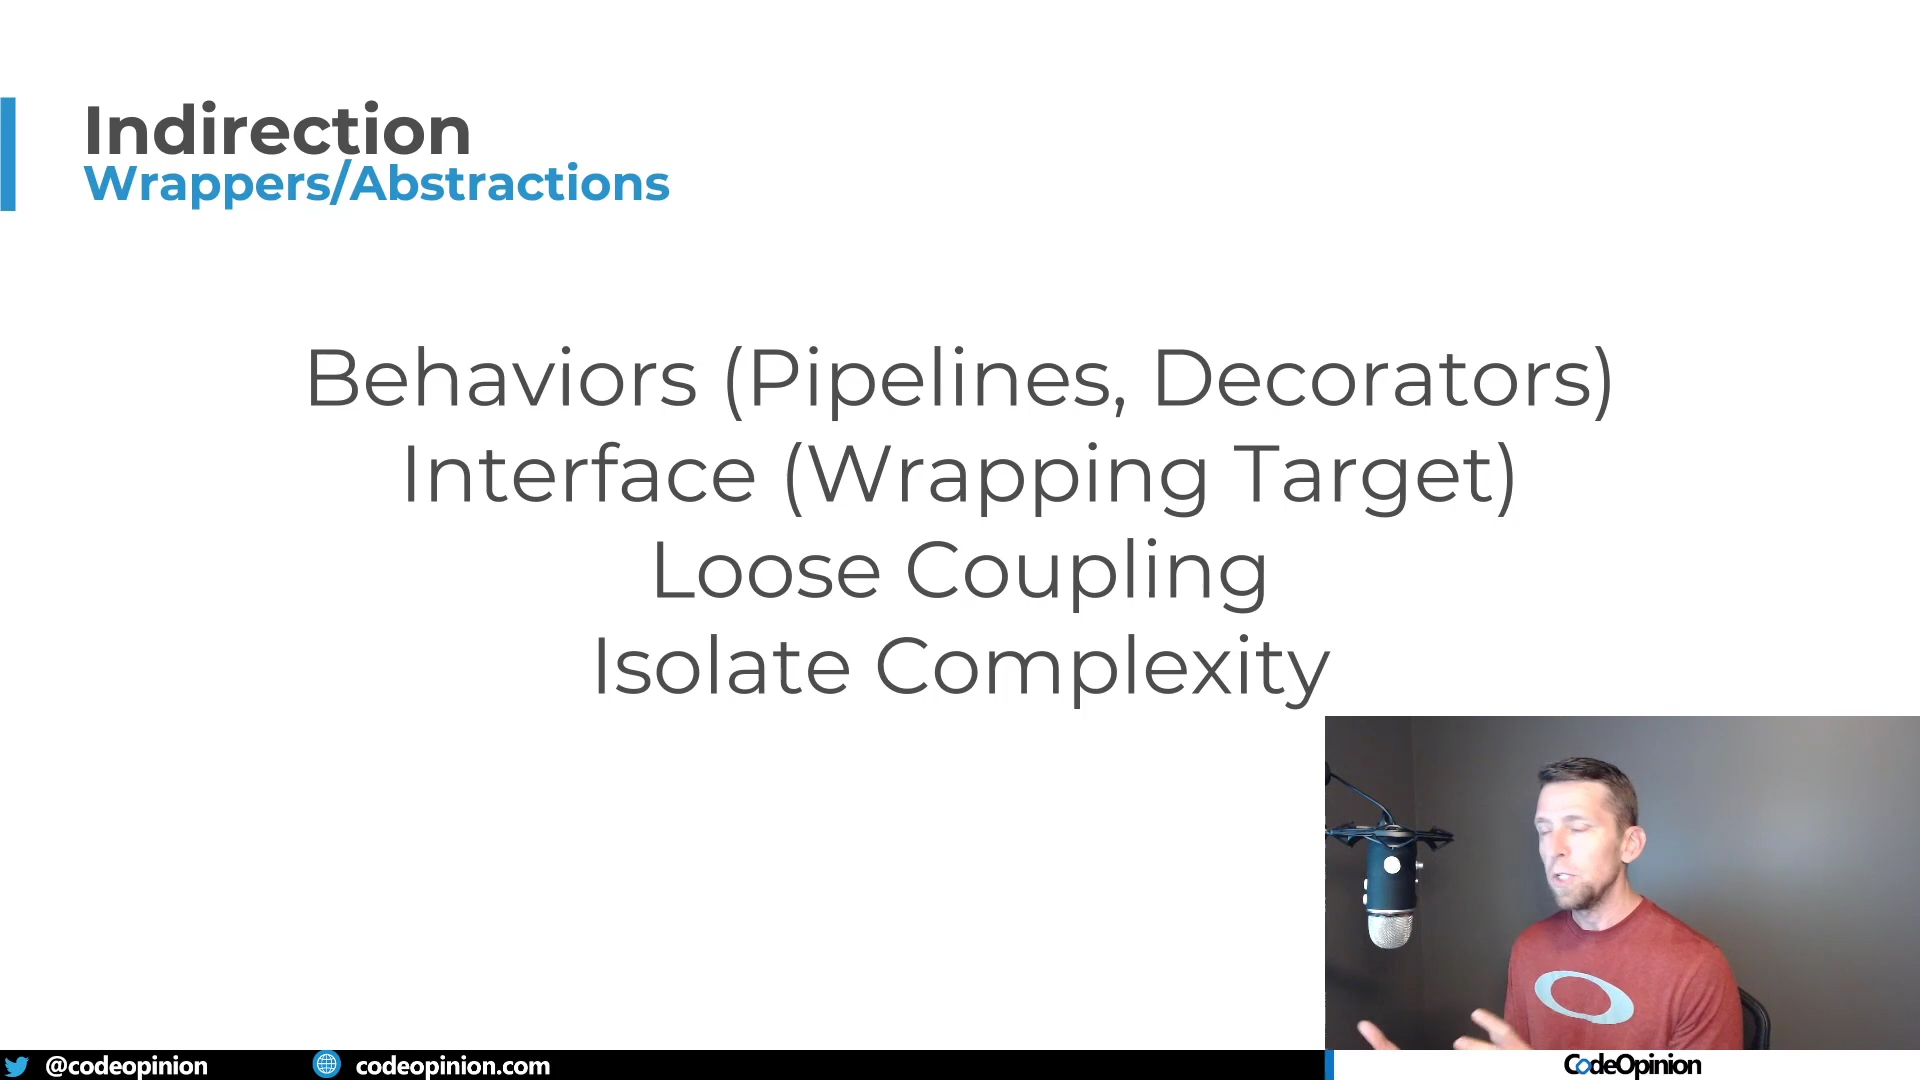 Indirection
Wrappers/Abstractions
Behaviors (Pipelines, Decorators)
Interface (Wrapping Target)
Loose Coupling
Isolate Complexity
@codeopinion
codeopinion.com
CodeOpinion